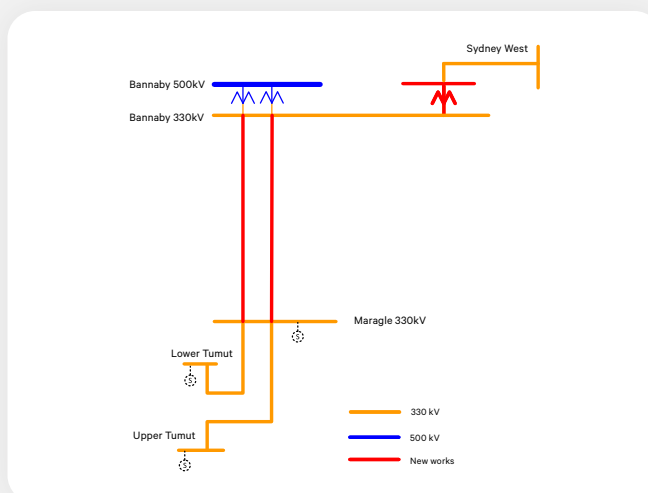 Sydney West
Bannaby 500kV
Bannaby 330kV
Maragle 330kV
S
Lower Tumut
S
Upper Tumut
S
330 kV
500 kV
New works